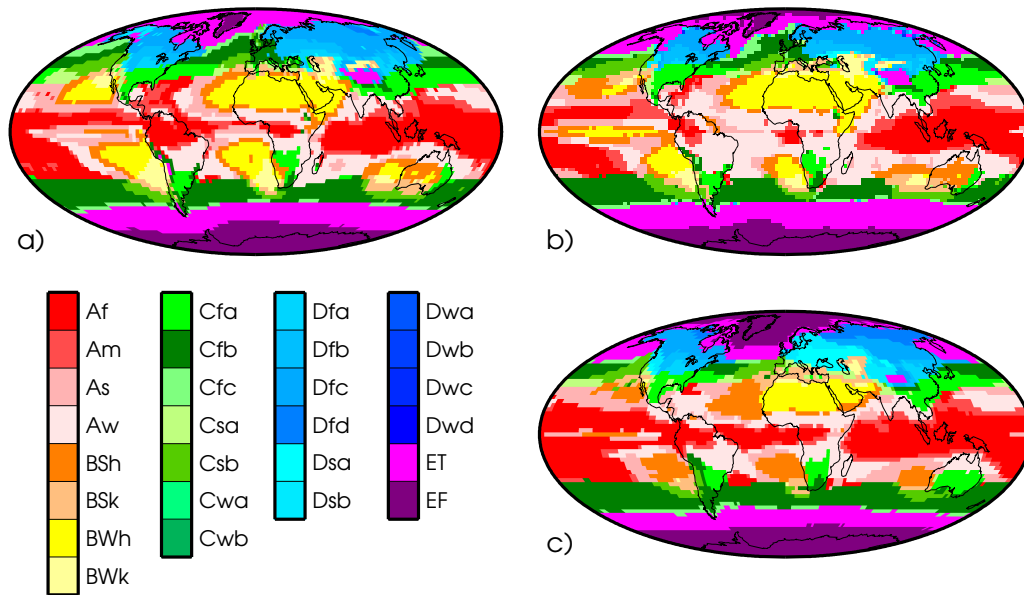 a)
b)
Af
Am
As
Aw
BSh
BSk
BWh
BWk
Cfa
Cfb
Cfc
Csa
Csb
Cwa
Cwb
Dfa
Dfb
Dfc
Dfd
Dsa
Dsb
Dwa
Dwb
Dwc
Dwd
ET
EF
c)